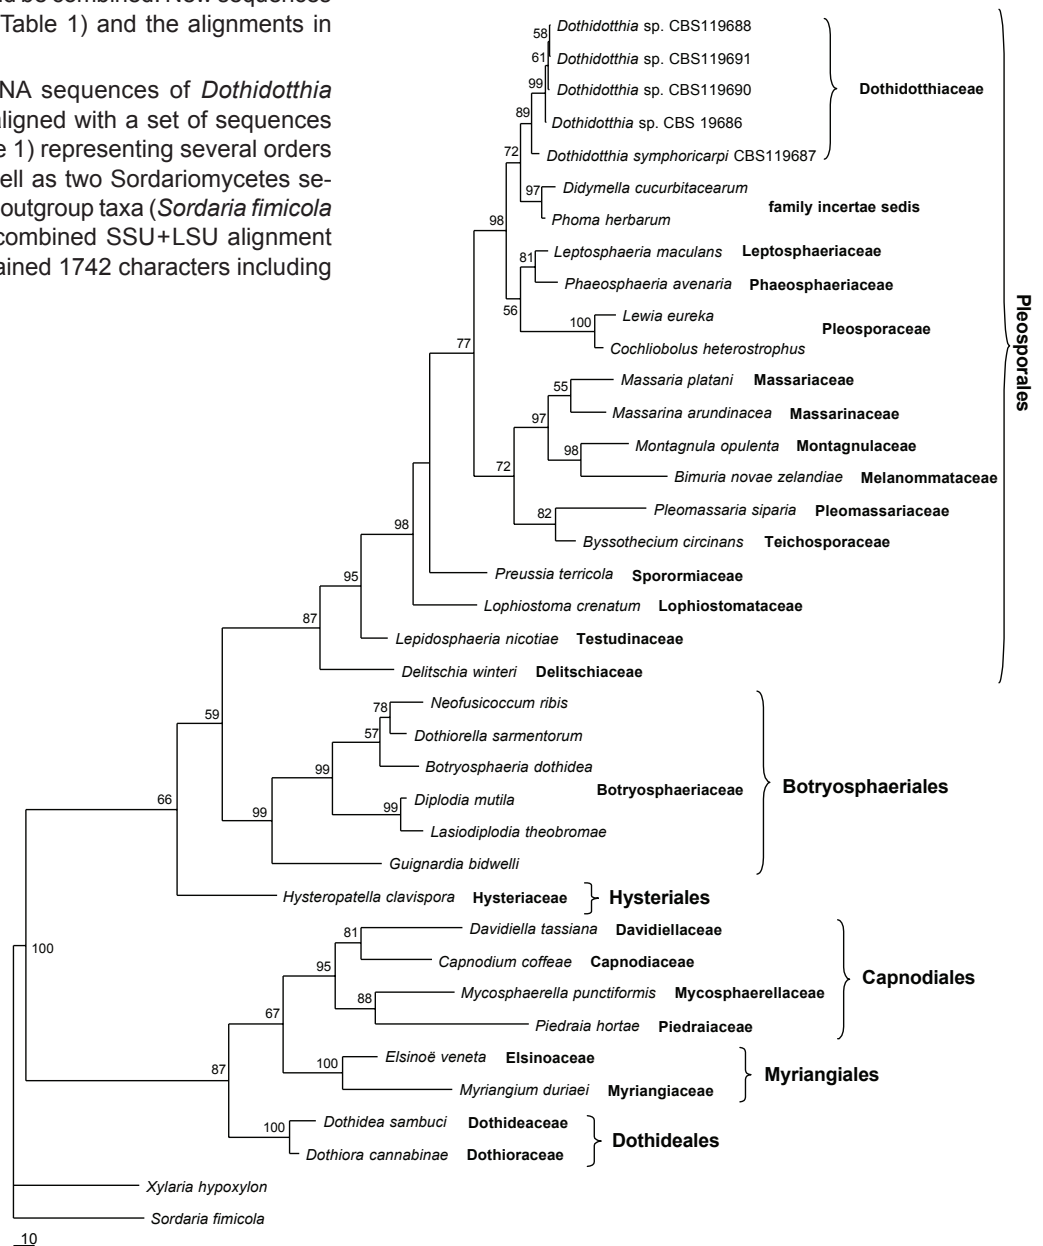 d be combined. New sequences
Table 1) and the alignments in
NA sequences of Dothidotthia
ligned with a set of sequences
e 1) representing several orders
ell as two Sordariomycetes se-
outgroup taxa (Sordaria fimicola
combined SSU+LSU alignment
ained 1742 characters including
Dothidotthia sp. CBS119688
58
Dothidotthia sp. CBS119691
61
Dothidotthia sp. CBS119690
99
Dothidotthiaceae
Dothidotthia sp. CBS 19686
89
Dothidotthia symphoricarpi CBS119687
72
Didymella cucurbitacearum
97
family incertae sedis
Phoma herbarum
98
Leptosphaeria maculans Leptosphaeriaceae
81
Phaeosphaeria avenaria Phaeosphaeriaceae
56
Lewia eureka
100
Pleosporaceae
Cochliobolus heterostrophus
77
Pleosporales
Massaria platani Massariaceae
55
Massarina arundinacea Massarinaceae
97
Montagnula opulenta Montagnulaceae
98
Bimuria novae zelandiae Melanommataceae
72
Pleomassaria siparia Pleomassariaceae
82
Byssothecium circinans Teichosporaceae
98
Preussia terricola Sporormiaceae
95
Lophiostoma crenatum Lophiostomataceae
87
Lepidosphaeria nicotiae Testudinaceae
Delitschia winteri Delitschiaceae
59
Neofusicoccum ribis
78
Dothiorella sarmentorum
57
Botryosphaeria dothidea
99
Botryosphaeriaceae
Botryosphaeriales
Diplodia mutila
99
Lasiodiplodia theobromae
66
99
Guignardia bidwelli
Hysteropatella clavispora Hysteriaceae Hysteriales
100
Davidiella tassiana Davidiellaceae
81
Capnodium coffeae Capnodiaceae
95
Capnodiales
Mycosphaerella punctiformis Mycosphaerellaceae
88
Piedraia hortae Piedraiaceae
67
Elsinoë veneta Elsinoaceae
100
Myriangiales
Myriangium duriaei Myriangiaceae
87
Dothidea sambuci Dothideaceae
100
Dothideales
Dothiora cannabinae Dothioraceae
Xylaria hypoxylon
Sordaria fimicola
10